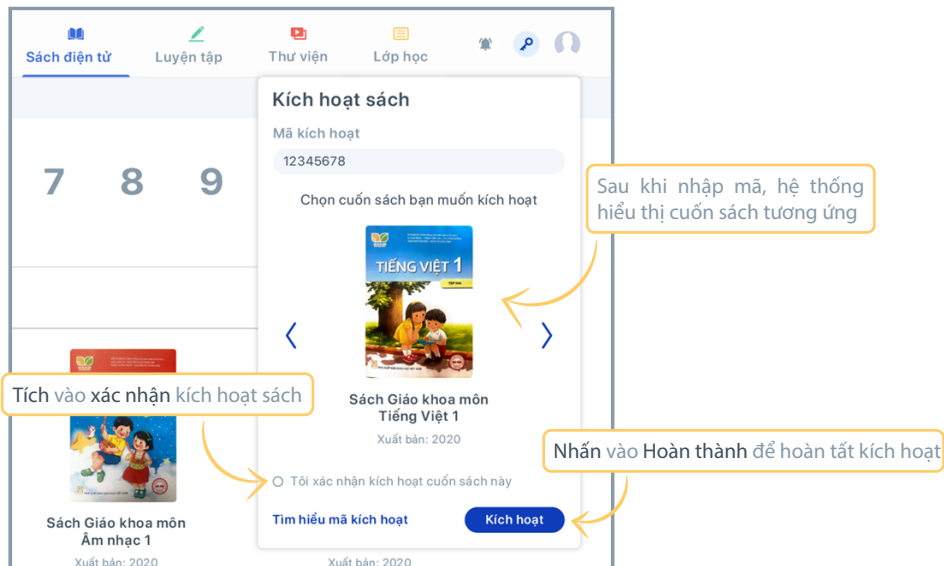 Sách điện tử
Luyện tập
Thư viện
Lớp học
Kích hoạt sách
Mã kích hoạt
12345678
7 8 9
Chọn cuốn sách bạn muốn kích hoạt
Sau khi nhập mã, hệ thống
hiểu thị cuốn sách tương ứng
TIẾNG VIỆT 1
TẬP HAI
Tích vào xác nhận kích hoạt sách
Sách Giáo khoa môn
Tiếng Việt 1
Xuất bản: 2020
Nhấn vào Hoàn thành để hoàn tất kích hoạt
Tôi xác nhận kích hoạt cuốn sách này
Tìm hiểu mã kích hoạt
Kích hoạt
Sách Giáo khoa môn
Âm nhạc 1
Xuất bản: 2020
Xuất bản: 2020